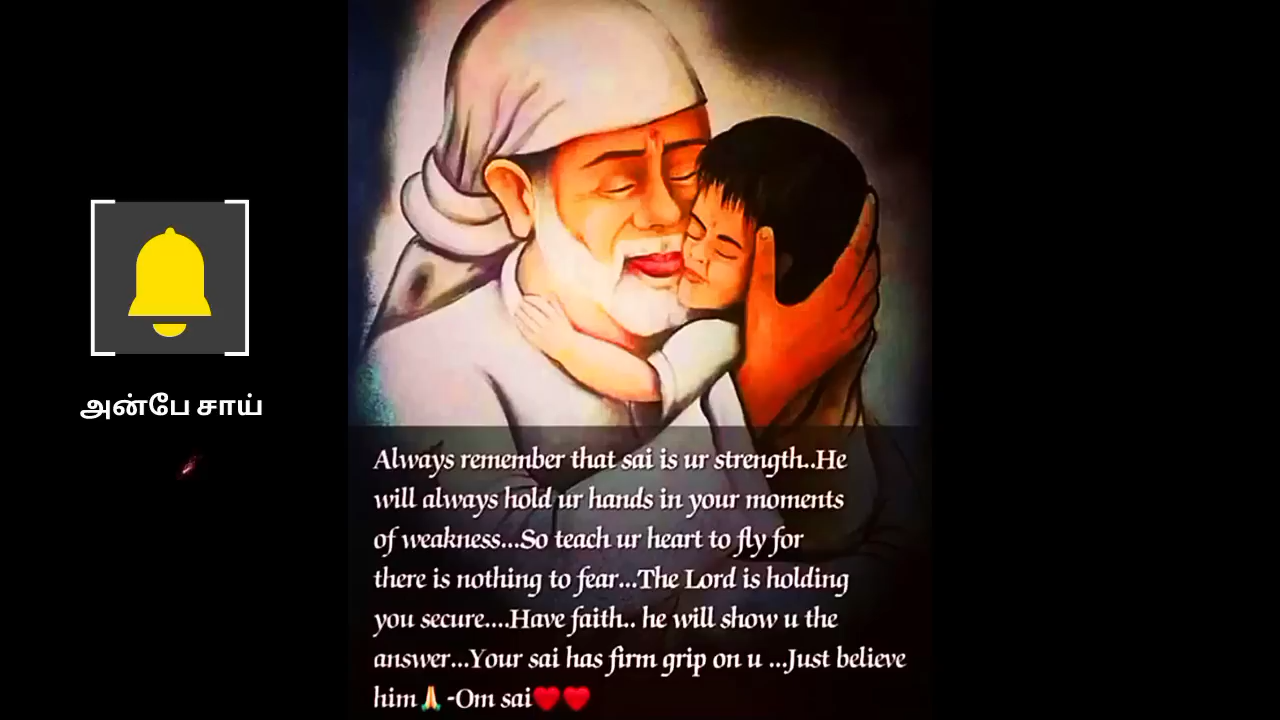 அன்பே சாய்
Always remember that sai is ur strength..He
will always hold ur hands in your moments
of weakness...So teach ur heart to fly for
there is nothing to fear...The Lord is holding
you secure....Have faith.. he will show u the
answer...Your sai has firm grip on u ...Just believe
him🙏-Om sai❤️❤️